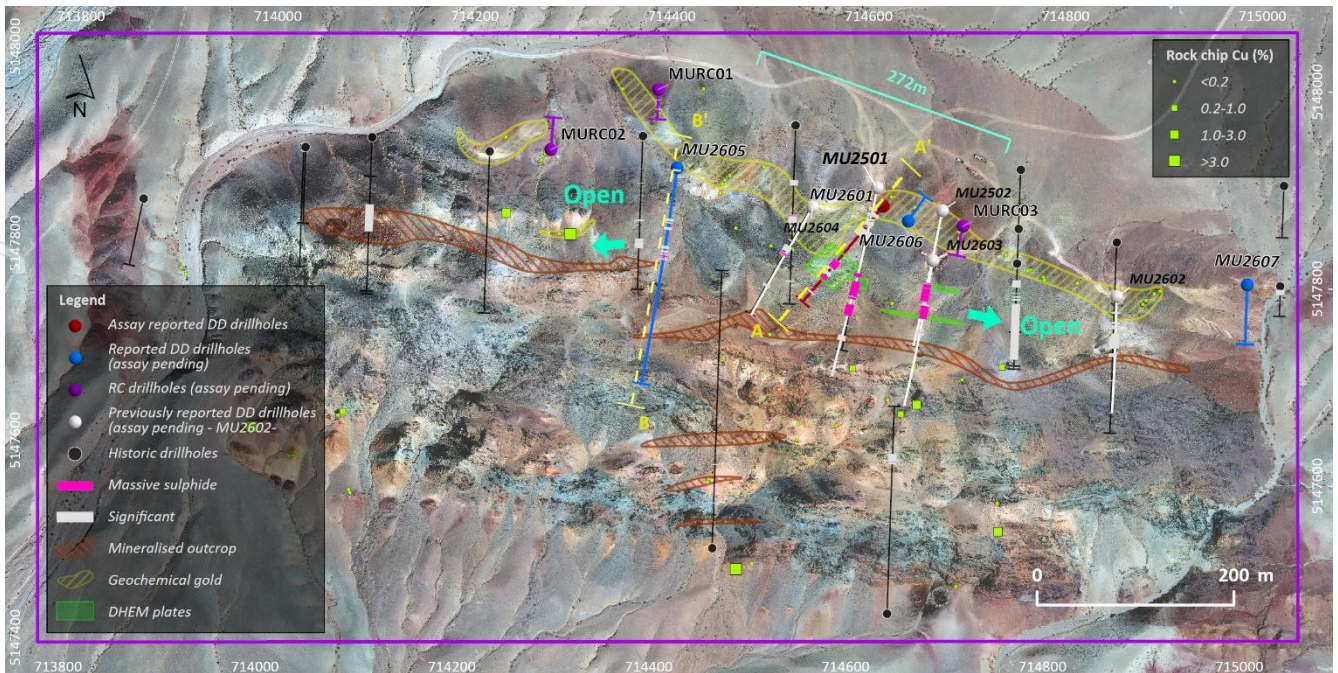 713800
714000
714200
714400
714600
714800
715000
5148000
5147800
5147600
5147400
5148000
5147800
5147600
N
MURC01
MURC02
B'
MU2605
272m
A'
MU2501
MU2601
MU2502
MURC03
MU2604
MU2606
MU2603
MU2602
MU2607
Open
Open
A
B
Rock chip Cu (%)
<0.2
0.2-1.0
1.0-3.0
>3.0
Legend
Assay reported DD drillholes
Reported DD drillholes
(assay pending)
RC drillholes (assay pending)
Previously reported DD drillholes
(assay pending - MU2602-
Historic drillholes
Massive sulphide
Significant
Mineralised outcrop
Geochemical gold
DHEM plates
0
200 m
713800
714000
714200
714400
714600
714800
715000